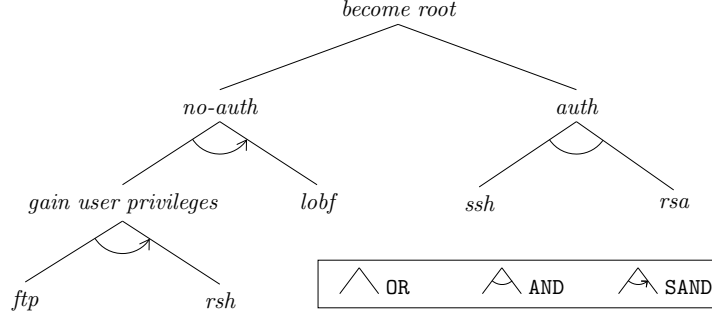 become root
no-auth auth
gain user privileges lobf ssh rsa
ftp rsh
OR AND SAND